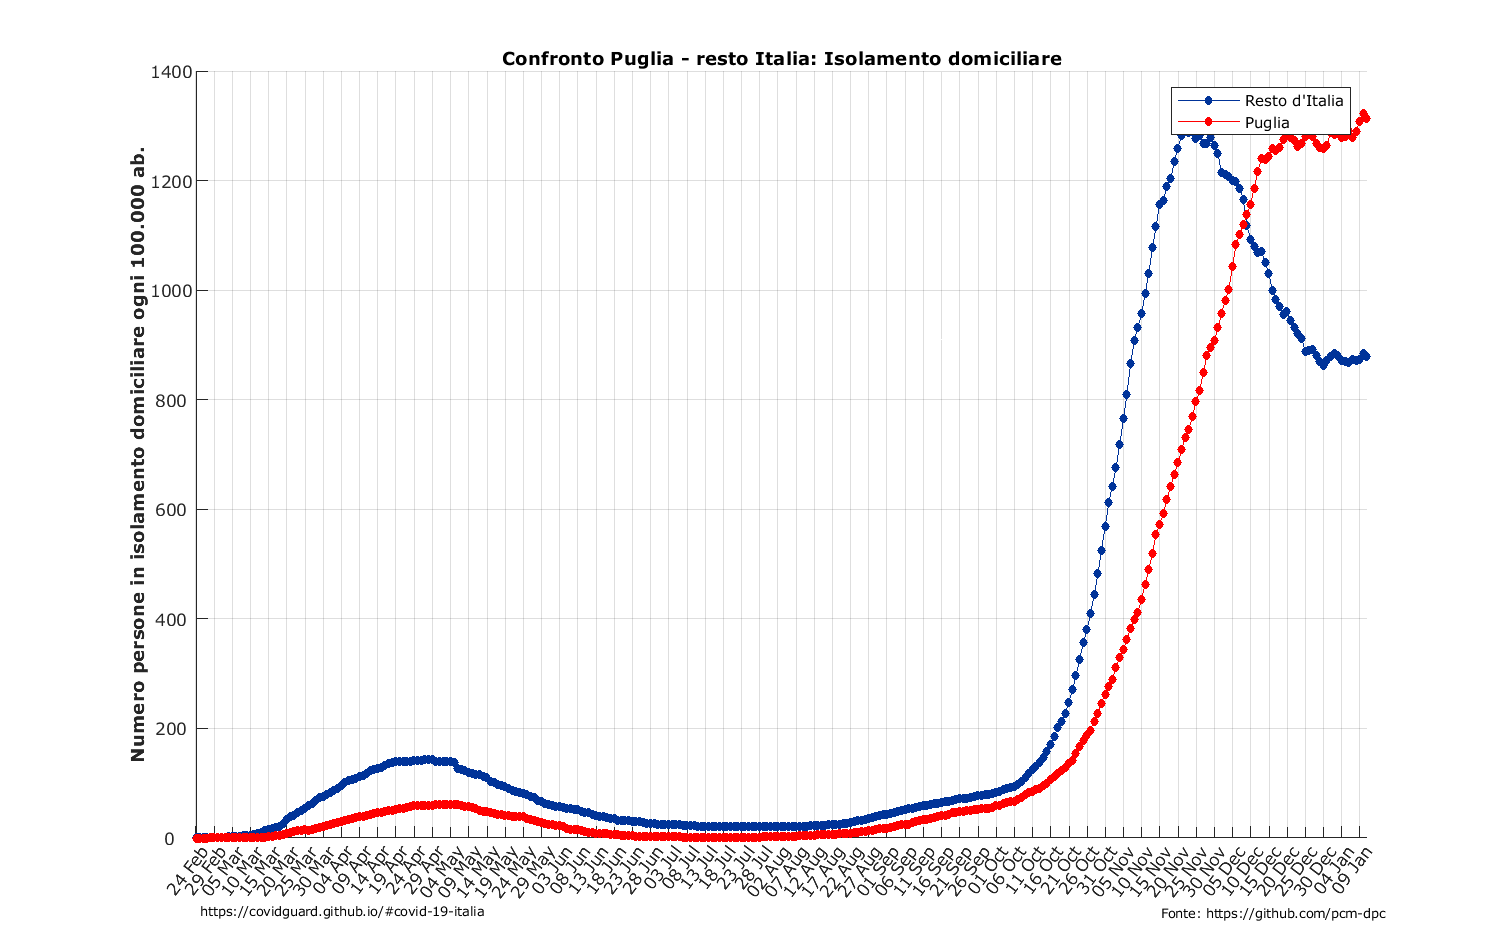 Confronto Puglia - resto Italia: Isolamento domiciliare
Numero persone in isolamento domiciliare ogni 100.000 ab.
1400
1200
1000
800
600
400
200
0
Resto d'Italia
Puglia
24 Feb
29 Feb
05 Mar
10 Mar
15 Mar
20 Mar
25 Mar
30 Mar
04 Apr
09 Apr
14 Apr
19 Apr
24 Apr
29 Apr
04 May
09 May
14 May
19 May
24 May
29 May
03 Jun
08 Jun
13 Jun
18 Jun
23 Jun
28 Jun
03 Jul
08 Jul
13 Jul
18 Jul
23 Jul
28 Jul
02 Aug
07 Aug
12 Aug
17 Aug
22 Aug
27 Aug
01 Sep
06 Sep
11 Sep
16 Sep
21 Sep
26 Sep
01 Oct
06 Oct
11 Oct
16 Oct
21 Oct
26 Oct
31 Oct
05 Nov
10 Nov
15 Nov
20 Nov
25 Nov
30 Nov
05 Dec
10 Dec
15 Dec
20 Dec
25 Dec
30 Dec
04 Jan
09 Jan
https://covidguard.github.io/#covid-19-italia
Fonte: https://github.com/pcm-dpc